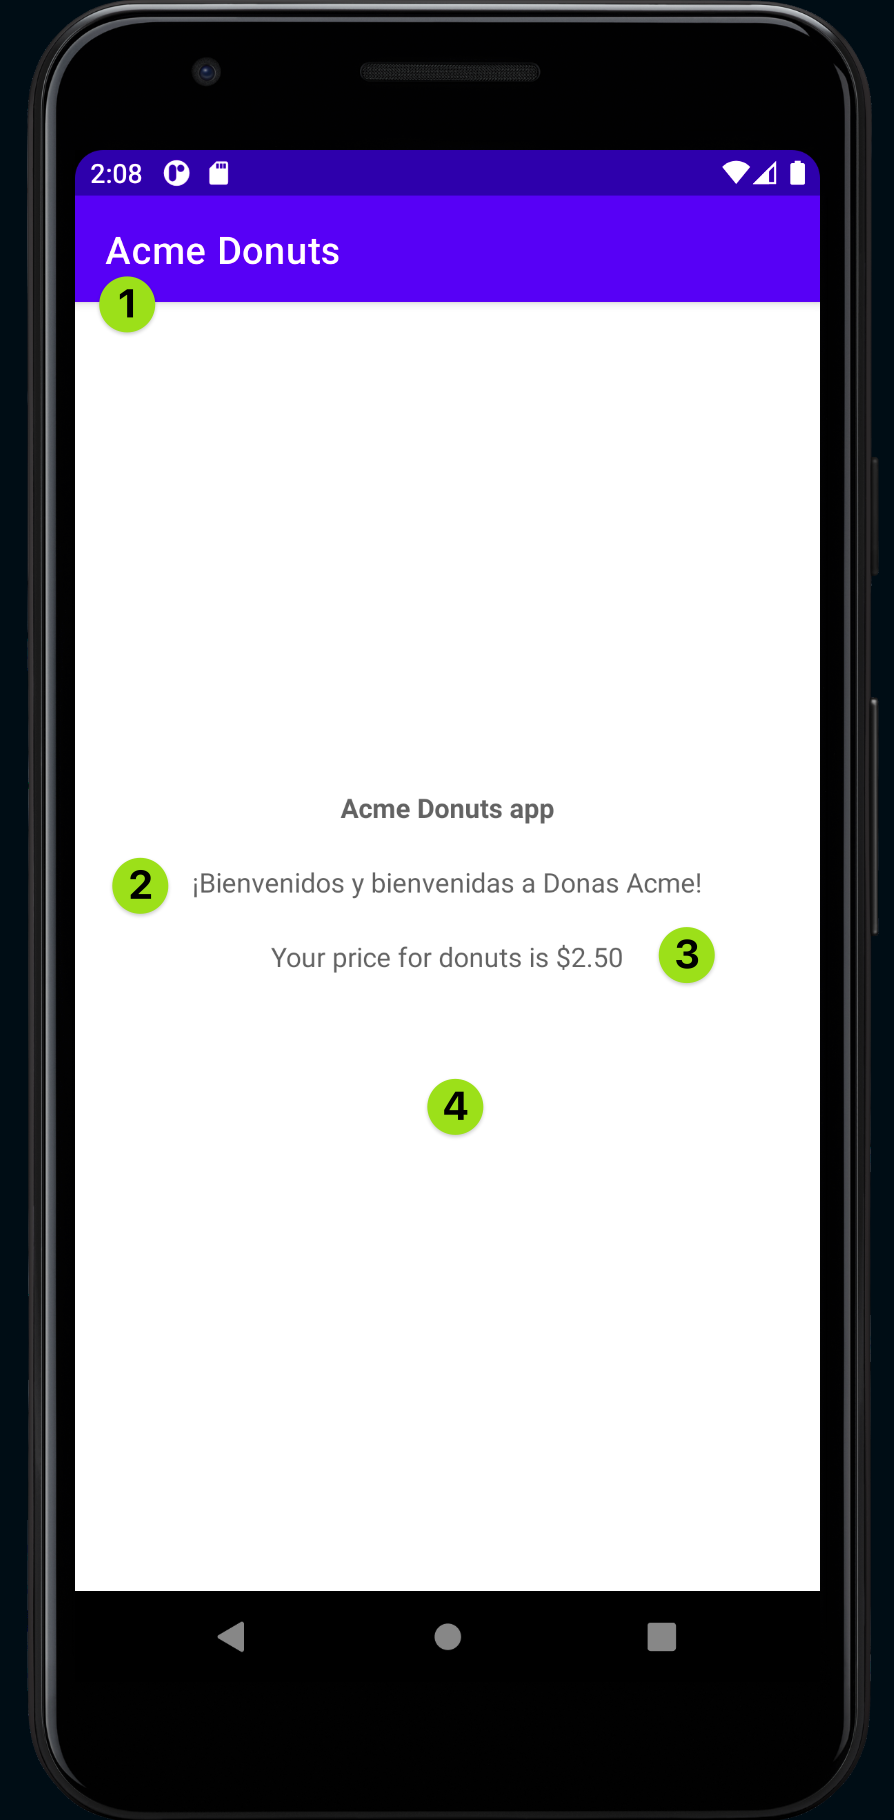 2:08
Acme Donuts
1
Acme Donuts app
2 ¡Bienvenidos y bienvenidas a Donas Acme!
Your price for donuts is $2.50 3
4